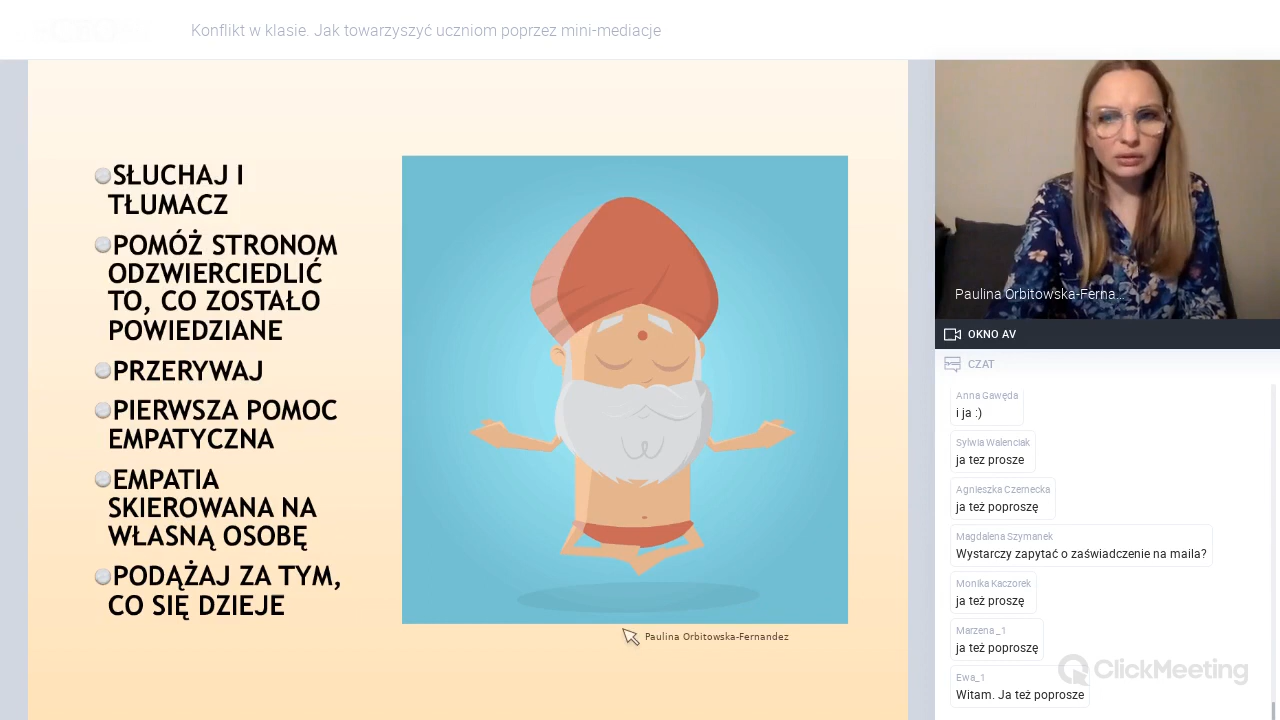 Konflikt w klasie. Jak towarzyszyć uczniom poprzez mini-mediacje
SŁUCHAJ I
TŁUMACZ
POMÓŻ STRONOM
ODZWIERCIEDLIĆ
TO, CO ZOSTAŁO
POWIEDZIANE
PRZERYWAJ
PIERWSZA POMOC
EMPATYCZNA
EMPATIA
SKIEROWANA NA
WŁASNĄ OSOBĘ
PODĄŻAJ ZA TYM,
CO SIĘ DZIEJE
Paulina Orbitowska-Fernandez
Paulina Orbitowska-Ferna...
OKNO AV
CZAT
Anna Gawęda
i ja :)
Sylwia Walenciak
ja tez prosze
Agnieszka Czernecka
ja też poproszę
Magdalena Szymanek
Wystarczy zapytać o zaświadczenie na maila?
Monika Kaczorek
ja też proszę
Marzena _1
ja też poproszę
Ewa_1
Witam. Ja też poprosze
ClickMeeting